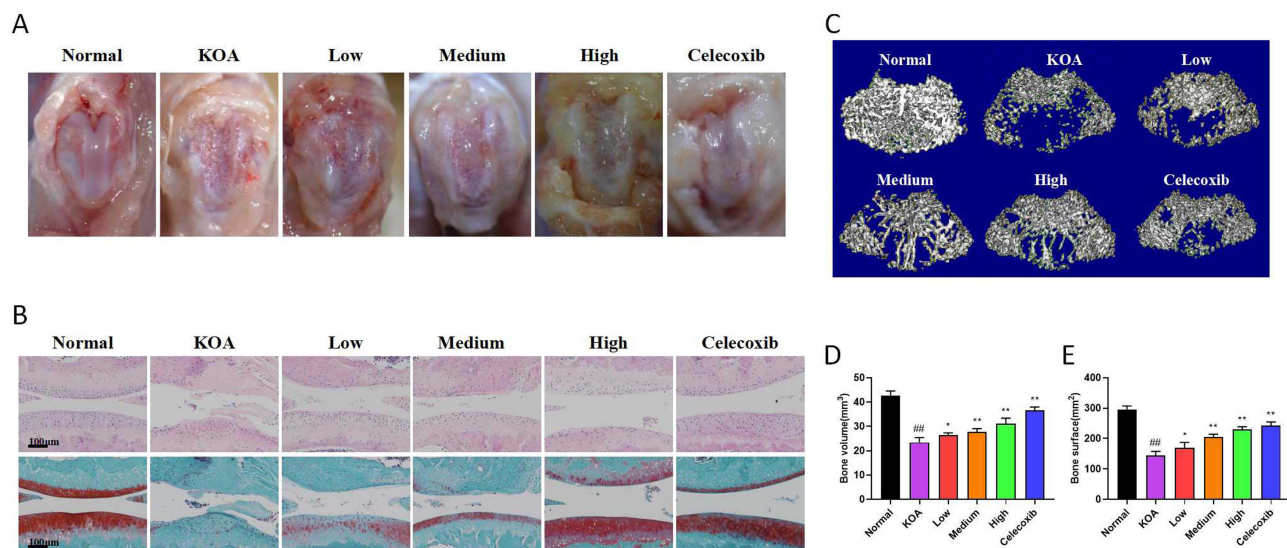 A
Normal KOA Low Medium High Celecoxib
B
Normal KOA Low Medium High Celecoxib
100μm
100μm
C
Normal KOA Low
Medium High Celecoxib
D
Bone volume(mm³)
50
40
30
20
10
0
##
*
**
**
**
Normal
KOA
Low
Medium
High
Celecoxib
E
Bone surface(mm²)
400
300
200
100
0
##
*
**
**
**
Normal
KOA
Low
Medium
High
Celecoxib